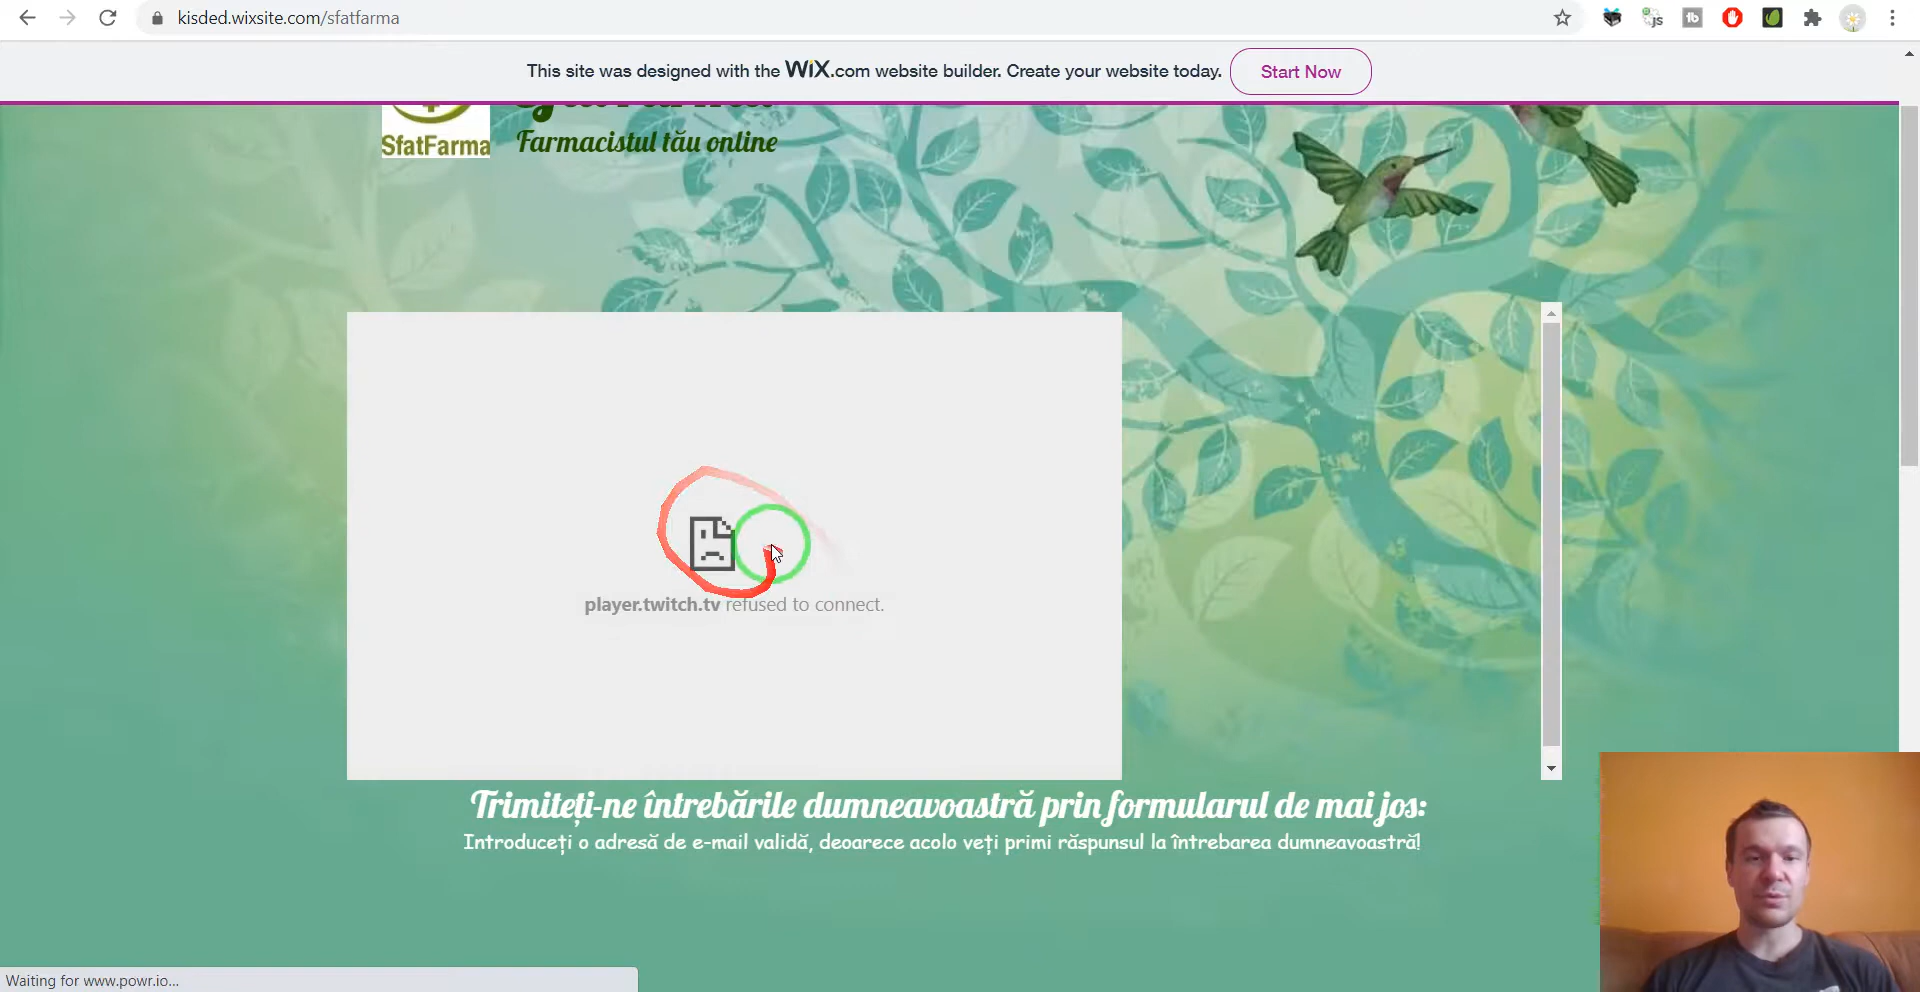 kisded.wixsite.com/sfatfarma
This site was designed with the WiX.com website builder. Create your website today.
Start Now
SfatFarma
Farmacistul tău online
player.twitch.tv refused to connect.
Trimiteți-ne întrebările dumneavoastră prin formularul de mai jos:
Introduceți o adresă de e-mail validă, deoarece acolo veți primi răspunsul la întrebarea dumneavoastră!
Waiting for www.powr.io...